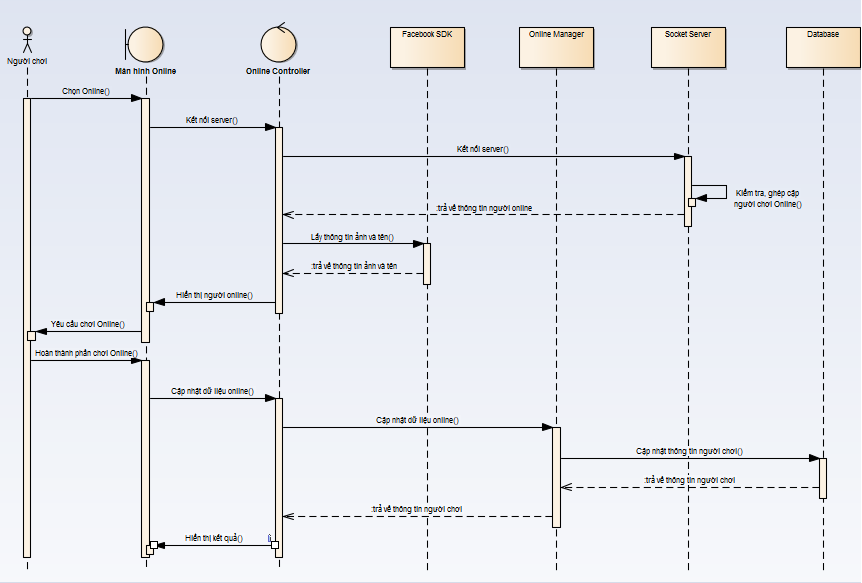 Facebook SDK
Online Manager
Socket Server
Database
Người chơi
Màn hình Online
Online Controller
Chọn Online()
Kết nối server()
Kết nối server()
Kiểm tra, ghép cặp
người chơi Online()
:trả về thông tin người online
Lấy thông tin ảnh và tên()
:trả về thông tin ảnh và tên
Hiển thị người online()
Yêu cầu chơi Online()
Hoàn thành phần chơi Online()
Cập nhật dữ liệu online()
Cập nhật dữ liệu online()
Cập nhật thông tin người chơi()
:trả về thông tin người chơi
:trả về thông tin người chơi
Hiển thị kết quả()